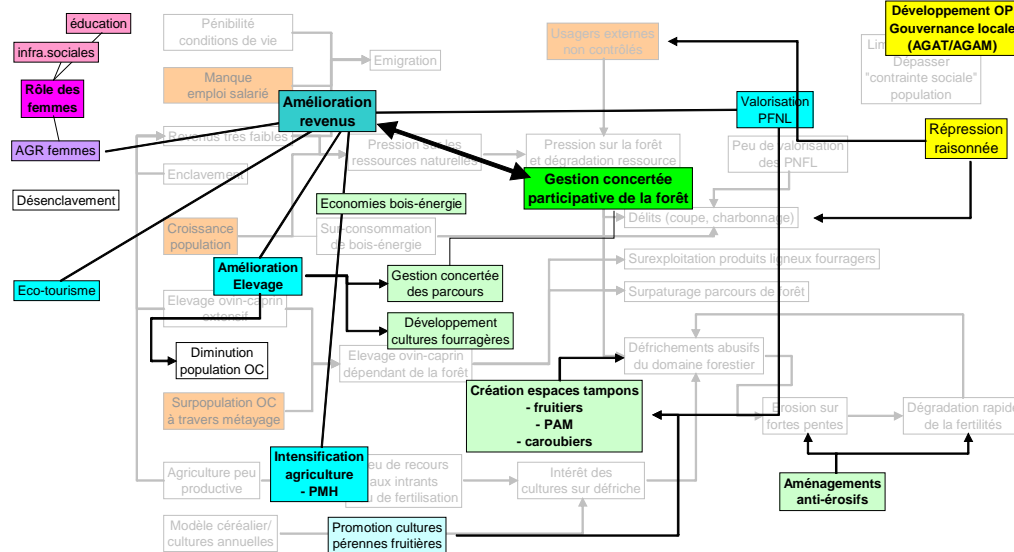 éducation
infra.sociales
Rôle des
femmes
AGR femmes
Désenclavement
Eco-tourisme
Pénibilité
conditions de vie
Manque
emploi salarié
Emigration
Amélioration
revenus
Revenus très faibles
Enclavement
Croissance
population
Pression sur les
ressources naturelles
Economies bois-énergie
Sur-consommation
de bois-énergie
Usagers externes
non contrôlés
Pression sur la forêt
et dégradation ressource
Gestion concertée
participative de la forêt
Valorisation
PFNL
Peu de valorisation
des PNFL
Développement OP
Gouvernance locale
(AGAT/AGAM)
Dépasser
"contrainte sociale"
population
Répression
raisonnée
Délits (coupe, charbonnage)
Surexploitation produits ligneux fourragers
Surpaturage parcours de forêt
Amélioration
Elevage
Gestion concertée
des parcours
Développement
cultures fourragères
Elevage ovin-caprin
extensif
Diminution
population OC
Elevage ovin-caprin
dépendant de la forêt
Surpopulation OC
à travers métayage
Défrichements abusifs
du domaine forestier
Création espaces tampons
- fruitiers
- PAM
- caroubiers
Erosion sur
fortes pentes
Dégradation rapide
de la fertilités
Aménagements
anti-érosifs
Agriculture peu
productive
Intensification
agriculture
- PMH
de recours
aux intrants
de fertilisation
Intérêt des
cultures sur défriche
Modèle céréalier/
cultures annuelles
Promotion cultures
pérennes fruitières